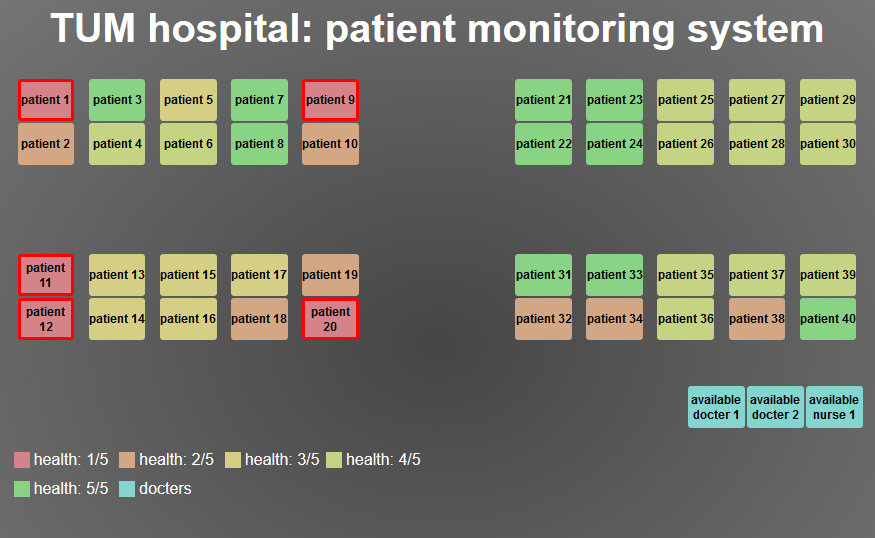 TUM hospital: patient monitoring system
patient 1 patient 3 patient 5 patient 7 patient 9 patient 21 patient 23 patient 25 patient 27 patient 29
patient 2 patient 4 patient 6 patient 8 patient 10 patient 22 patient 24 patient 26 patient 28 patient 30
patient
11
patient 13 patient 15 patient 17 patient 19 patient 31 patient 33 patient 35 patient 37 patient 39
patient
12
patient 14 patient 16 patient 18
patient
20
patient 32 patient 34 patient 36 patient 38 patient 40
available
docter 1
available
docter 2
available
nurse 1
health: 1/5 health: 2/5 health: 3/5 health: 4/5
health: 5/5 docters